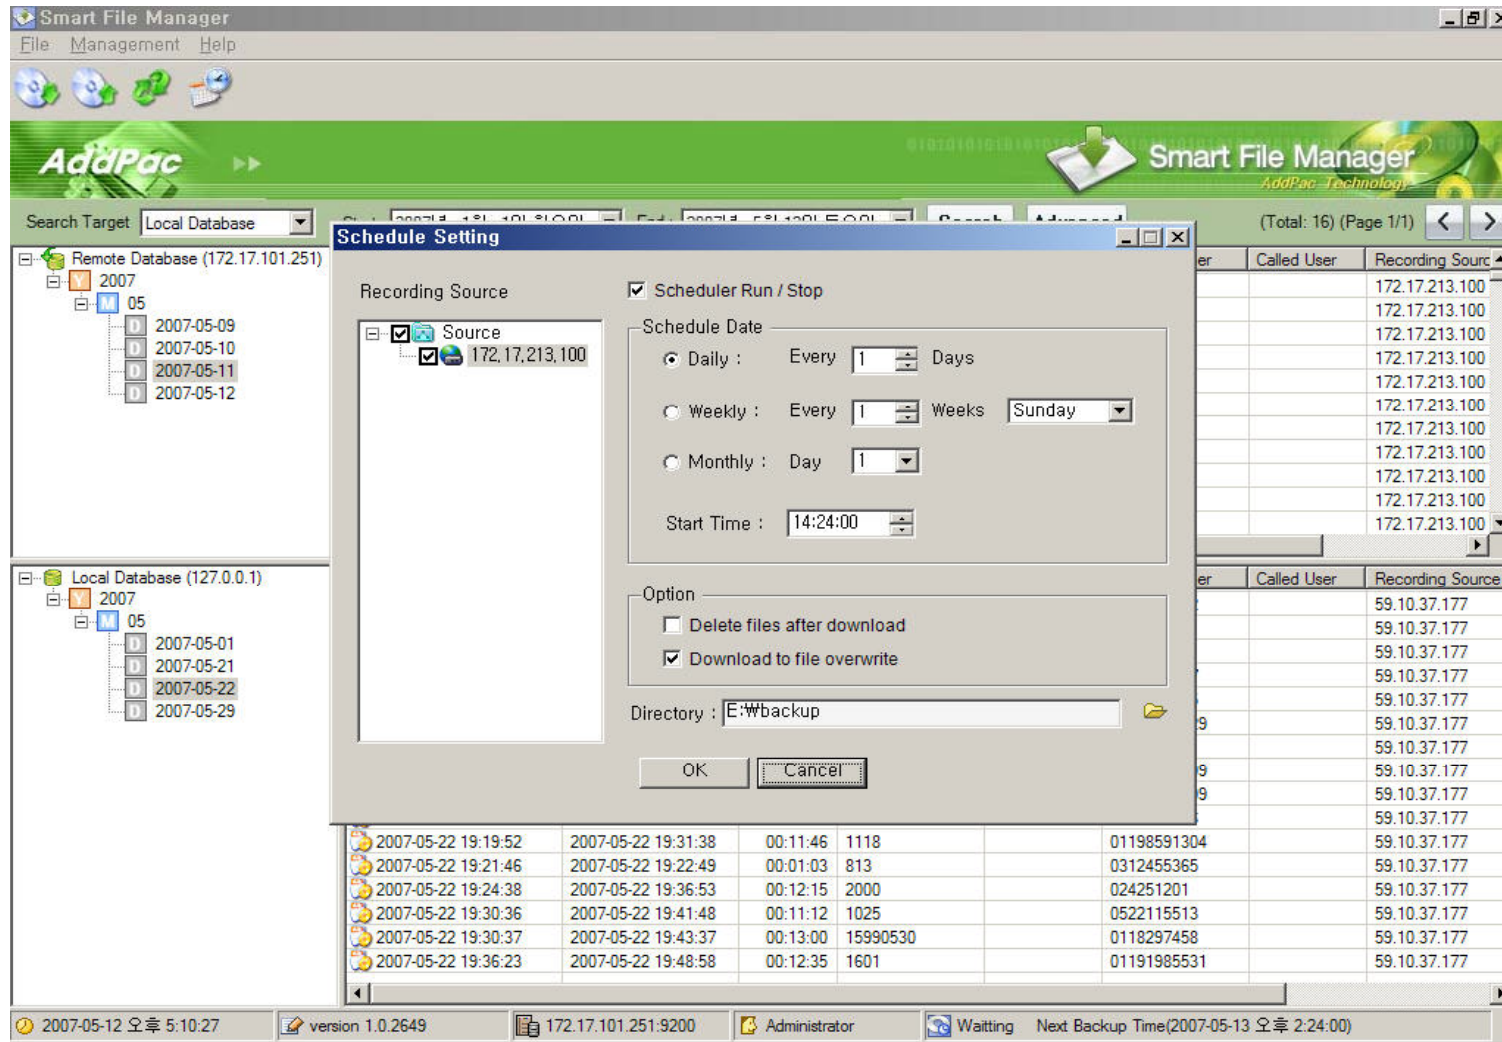 Smart File Manager
File Management Help
AddPac
Smart File Manager
AddPac Technology
Search Target Local Database
(Total: 16) (Page 1/1)
Schedule Setting
Remote Database (172.17.101.251)
2007
05
2007-05-09
2007-05-10
2007-05-11
2007-05-12
Recording Source
Source
172,17,213,100
Scheduler Run / Stop
Schedule Date
Daily : Every 1 Days
Weekly : Every 1 Weeks Sunday
Monthly : Day 1
Start Time : 14:24:00
Option
Delete files after download
Download to file overwrite
Directory : E:₩backup
OK Cancel
er Called User Recording Sourc
172.17.213.100
172.17.213.100
172.17.213.100
172.17.213.100
172.17.213.100
172.17.213.100
172.17.213.100
172.17.213.100
172.17.213.100
172.17.213.100
172.17.213.100
Local Database (127.0.0.1)
2007
05
2007-05-01
2007-05-21
2007-05-22
2007-05-29
er Called User Recording Source
59.10.37.177
59.10.37.177
59.10.37.177
59.10.37.177
59.10.37.177
59.10.37.177
59.10.37.177
59.10.37.177
59.10.37.177
59.10.37.177
2007-05-22 19:19:52 2007-05-22 19:31:38 00:11:46 1118 01198591304 59.10.37.177
2007-05-22 19:21:46 2007-05-22 19:22:49 00:01:03 813 0312455365 59.10.37.177
2007-05-22 19:24:38 2007-05-22 19:36:53 00:12:15 2000 024251201 59.10.37.177
2007-05-22 19:30:36 2007-05-22 19:41:48 00:11:12 1025 0522115513 59.10.37.177
2007-05-22 19:30:37 2007-05-22 19:43:37 00:13:00 15990530 0118297458 59.10.37.177
2007-05-22 19:36:23 2007-05-22 19:48:58 00:12:35 1601 01191985531 59.10.37.177
2007-05-12 오후 5:10:27 version 1.0.2649 172.17.101.251:9200 Administrator Waitting Next Backup Time(2007-05-13 오후 2:24:00)